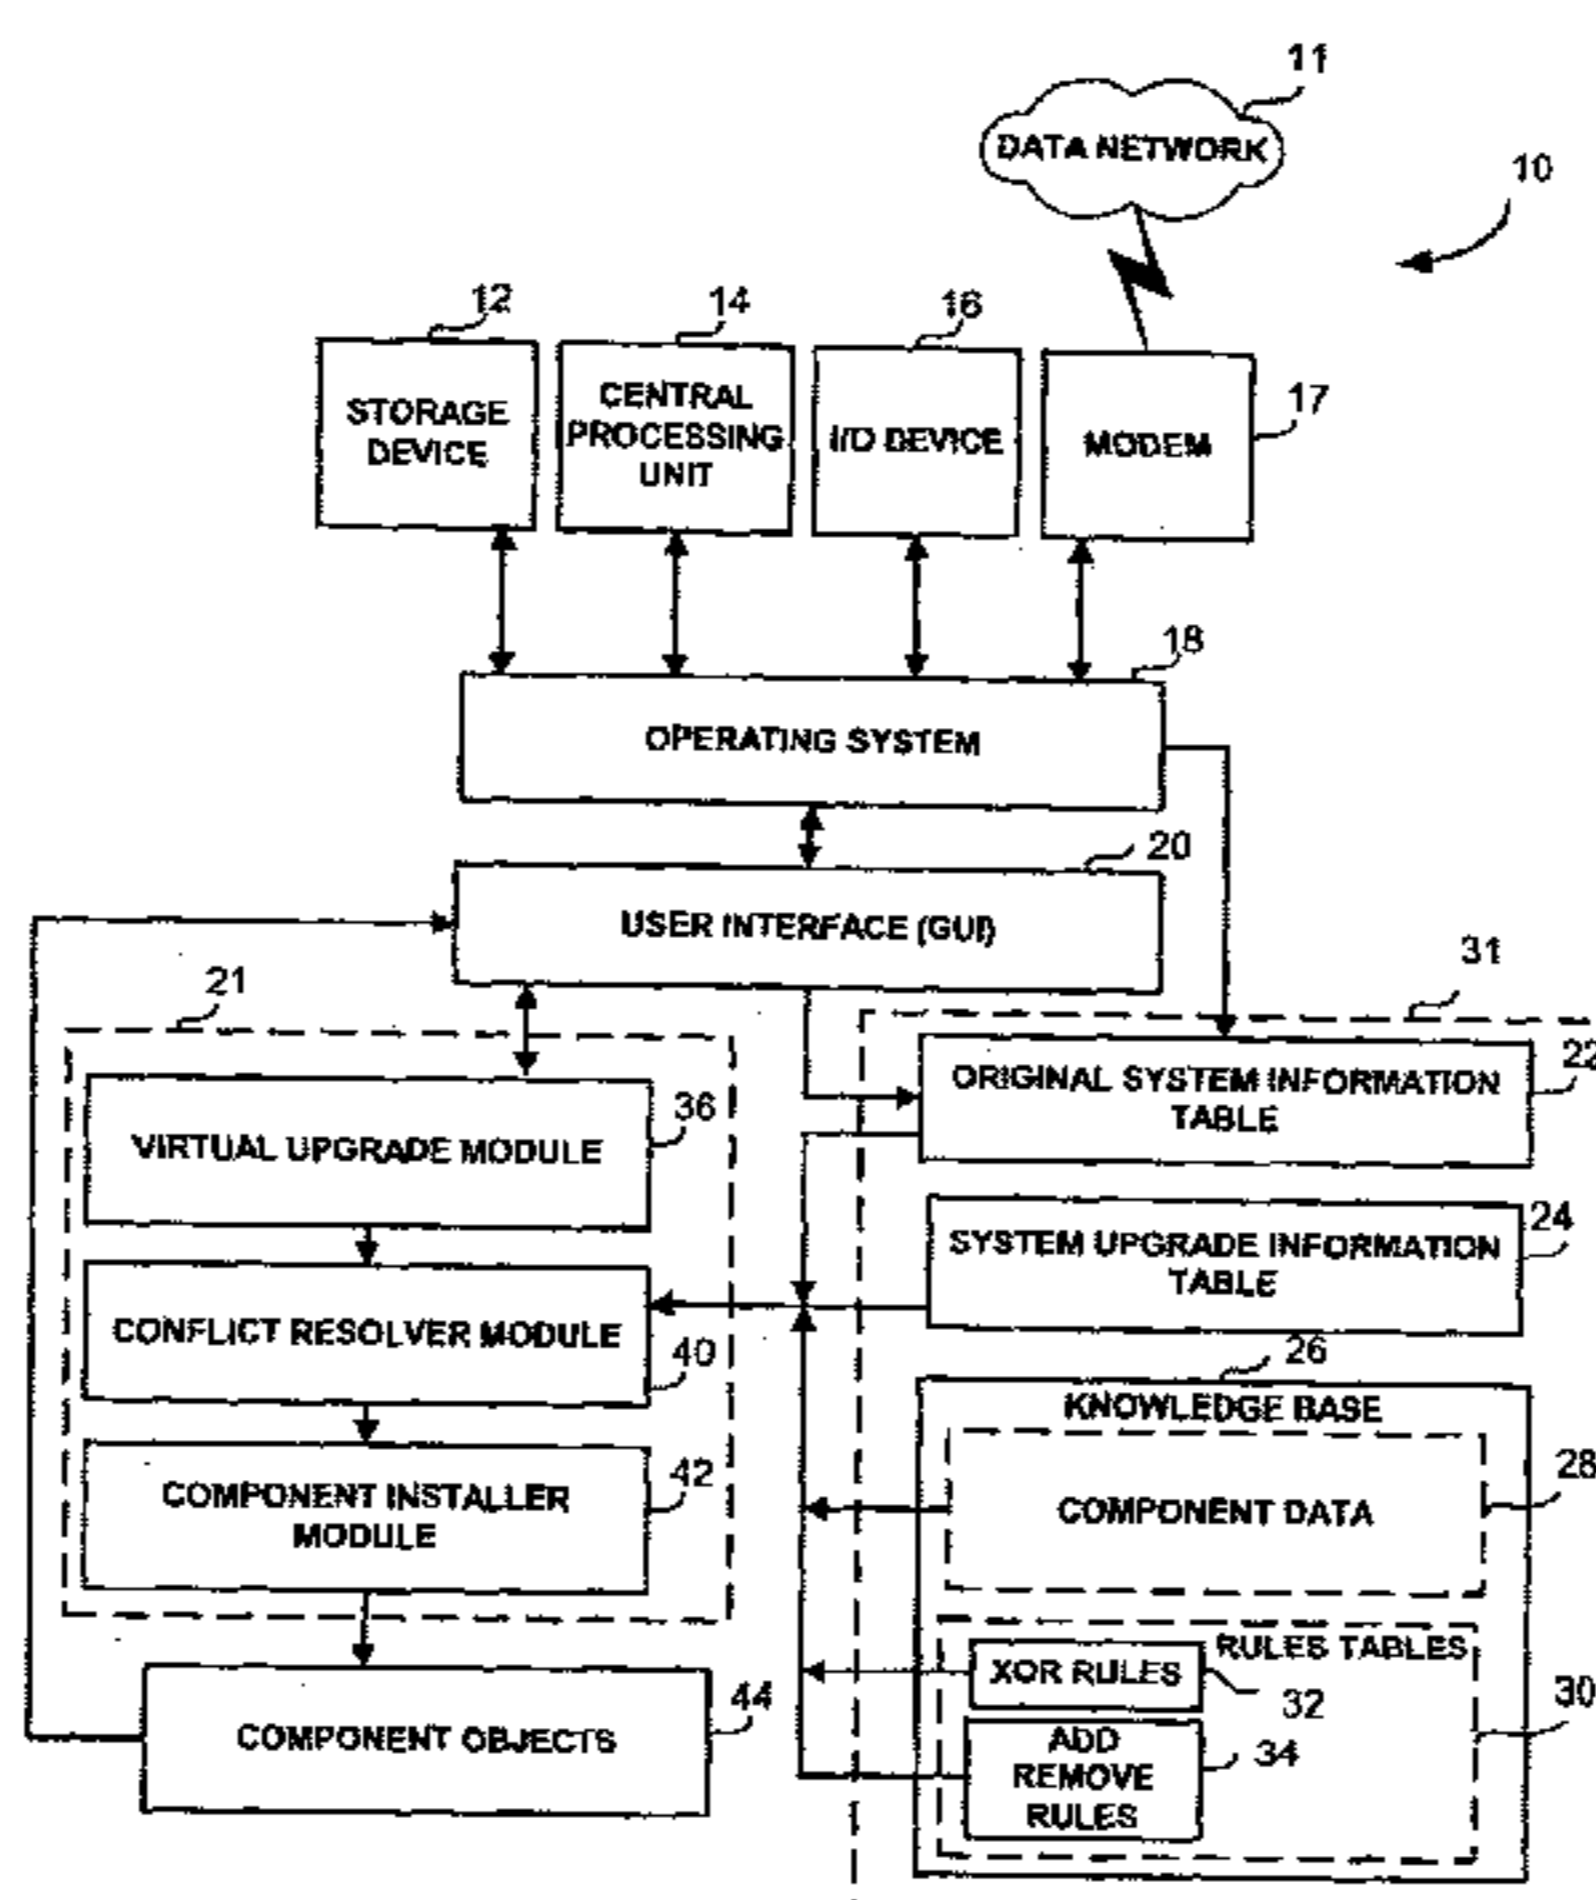 11
DATA NETWORK
10
12
14
16
STORAGE
DEVICE
CENTRAL
PROCESSING
UNIT
I/O DEVICE
MODEM
17
18
OPERATING SYSTEM
20
USER INTERFACE (GUI)
31
21
22
ORIGINAL SYSTEM INFORMATION
TABLE
36
VIRTUAL UPGRADE MODULE
24
SYSTEM UPGRADE INFORMATION
TABLE
CONFLICT RESOLVER MODULE
40
26
KNOWLEDGE BASE
42
COMPONENT INSTALLER
MODULE
28
COMPONENT DATA
RULES TABLES
XOR RULES
32
30
44
COMPONENT OBJECTS
ADD
REMOVE
RULES
34